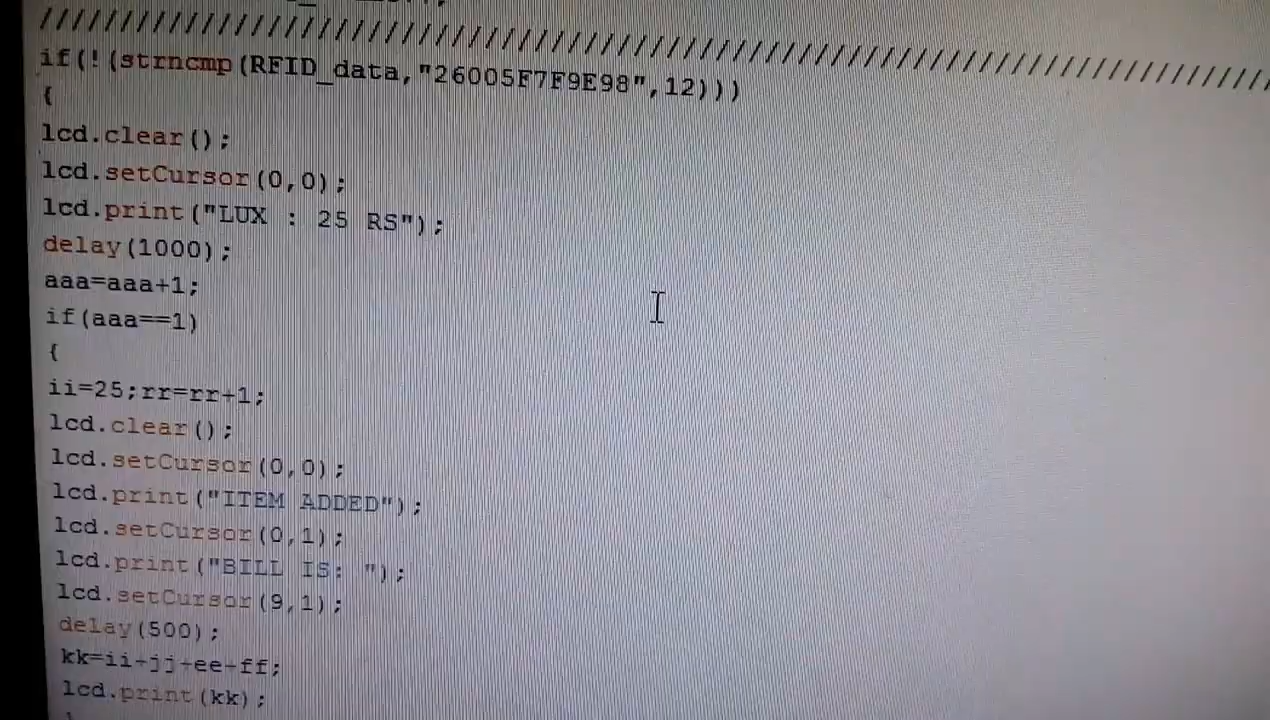 //////////////////////////////////////////////////////////////////////////////
if(!(strncmp(RFID_data,"26005F7F9E98",12)))
{
lcd.clear();
lcd.setCursor(0,0);
lcd.print("LUX : 25 RS");
delay(1000);
aaa=aaa+1;
if(aaa==1)
{
ii=25;rr=rr+1;
lcd.clear();
lcd.setCursor(0,0);
lcd.print("ITEM ADDED");
lcd.setCursor(0,1);
lcd.print("BILL IS: ");
lcd.setCursor(9,1);
delay(500);
kk=ii+jj+ee+ff;
lcd.print(kk);